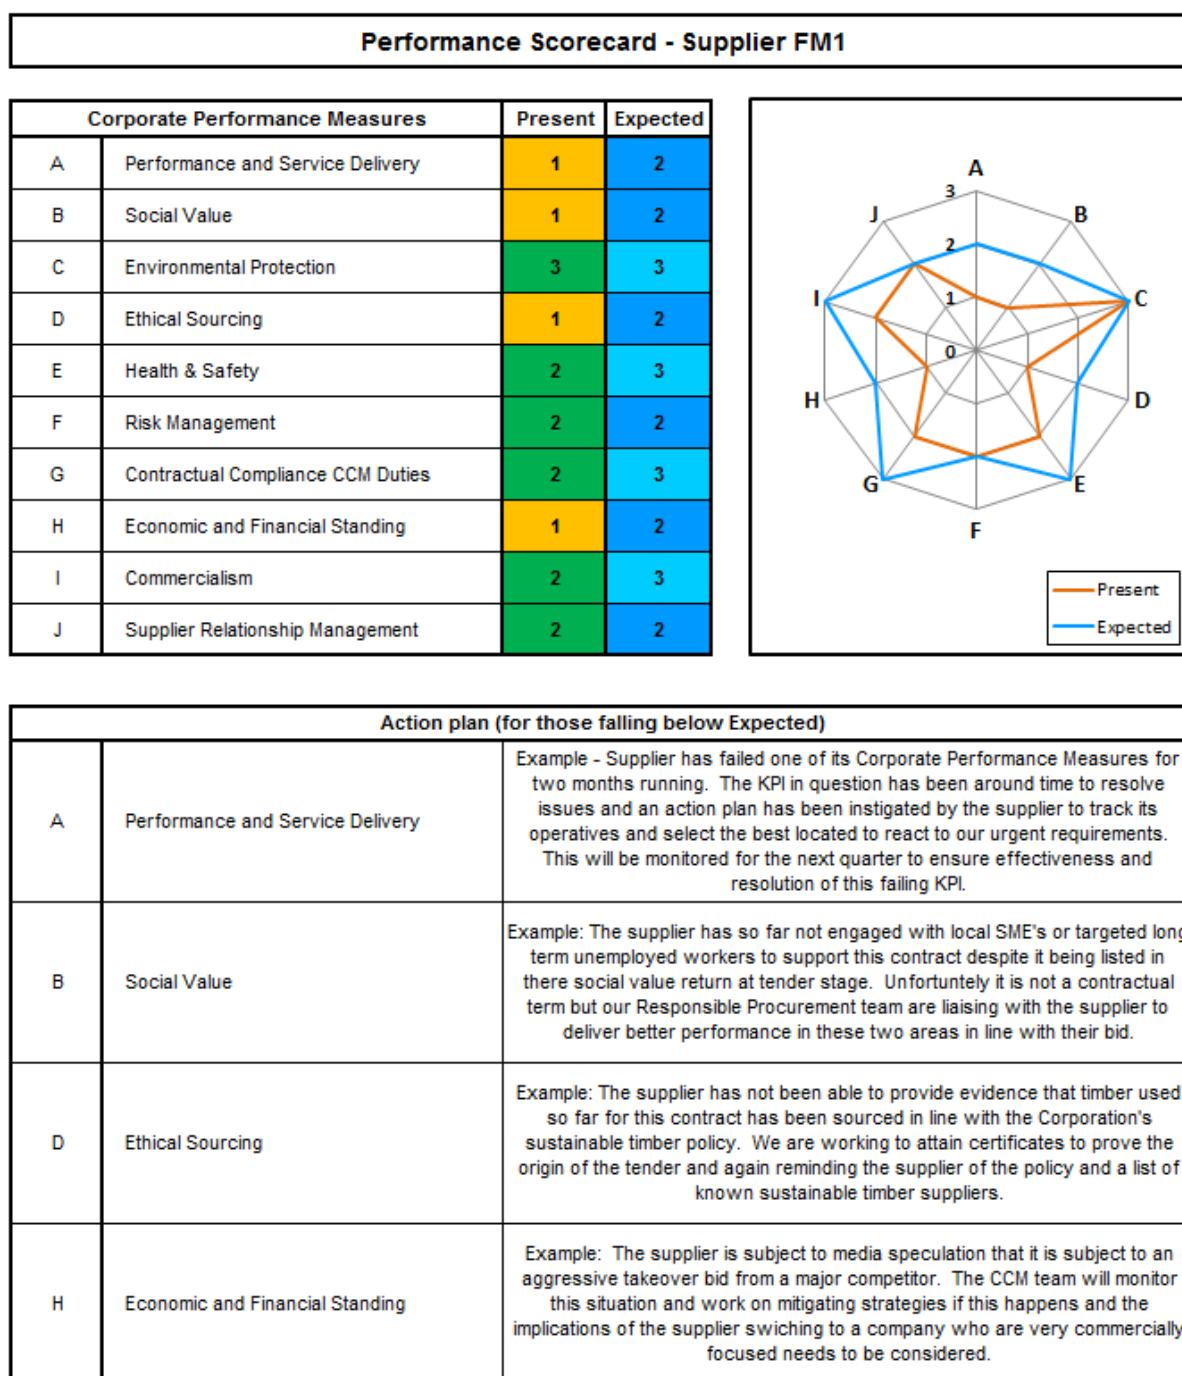 Performance Scorecard - Supplier FM1
Corporate Performance Measures Present Expected
A Performance and Service Delivery 1 2
B Social Value 1 2
C Environmental Protection 3 3
D Ethical Sourcing 1 2
E Health & Safety 2 3
F Risk Management 2 2
G Contractual Compliance CCM Duties 2 3
H Economic and Financial Standing 1 2
I Commercialism 2 3
J Supplier Relationship Management 2 2
A
3
J B
2
I 1 C
0
H D
G E
F
Present
Expected
Action plan (for those falling below Expected)
A Performance and Service Delivery
Example - Supplier has failed one of its Corporate Performance Measures for
two months running. The KPI in question has been around time to resolve
issues and an action plan has been instigated by the supplier to track its
operatives and select the best located to react to our urgent requirements.
This will be monitored for the next quarter to ensure effectiveness and
resolution of this failing KPI.
B Social Value
Example: The supplier has so far not engaged with local SME's or targeted long
term unemployed workers to support this contract despite it being listed in
there social value return at tender stage. Unfortuntely it is not a contractual
term but our Responsible Procurement team are liasing with the supplier to
deliver better performance in these two areas in line with their bid.
D Ethical Sourcing
Example: The supplier has not been able to provide evidence that timber used
so far for this contract has been sourced in line with the Corporation's
sustainable timber policy. We are working to attain certificates to prove the
origin of the tender and again reminding the supplier of the policy and a list of
known sustainable timber suppliers.
H Economic and Financial Standing
Example: The supplier is subject to media speculation that it is subject to an
aggressive takeover bid from a major competitor. The CCM team will monitor
this situation and work on mitigating strategies if this happens and the
implications of the supplier swiching to a company who are very commercially
focused needs to be considered.